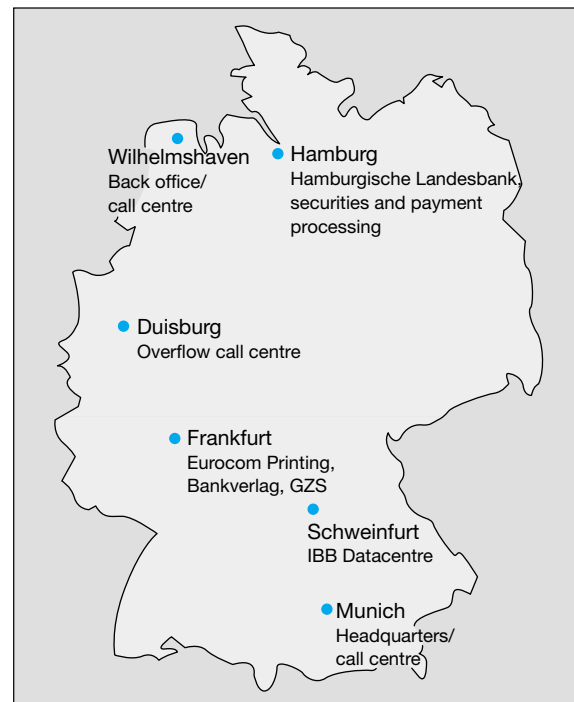 Wilhelmshaven
Back office/
call centre
Hamburg
Hamburgische Landesbank,
securities and payment
processing
Duisburg
Overflow call centre
Frankfurt
Eurocom Printing,
Bankverlag, GZS
Schweinfurt
IBB Datacentre
Munich
Headquarters/
call centre